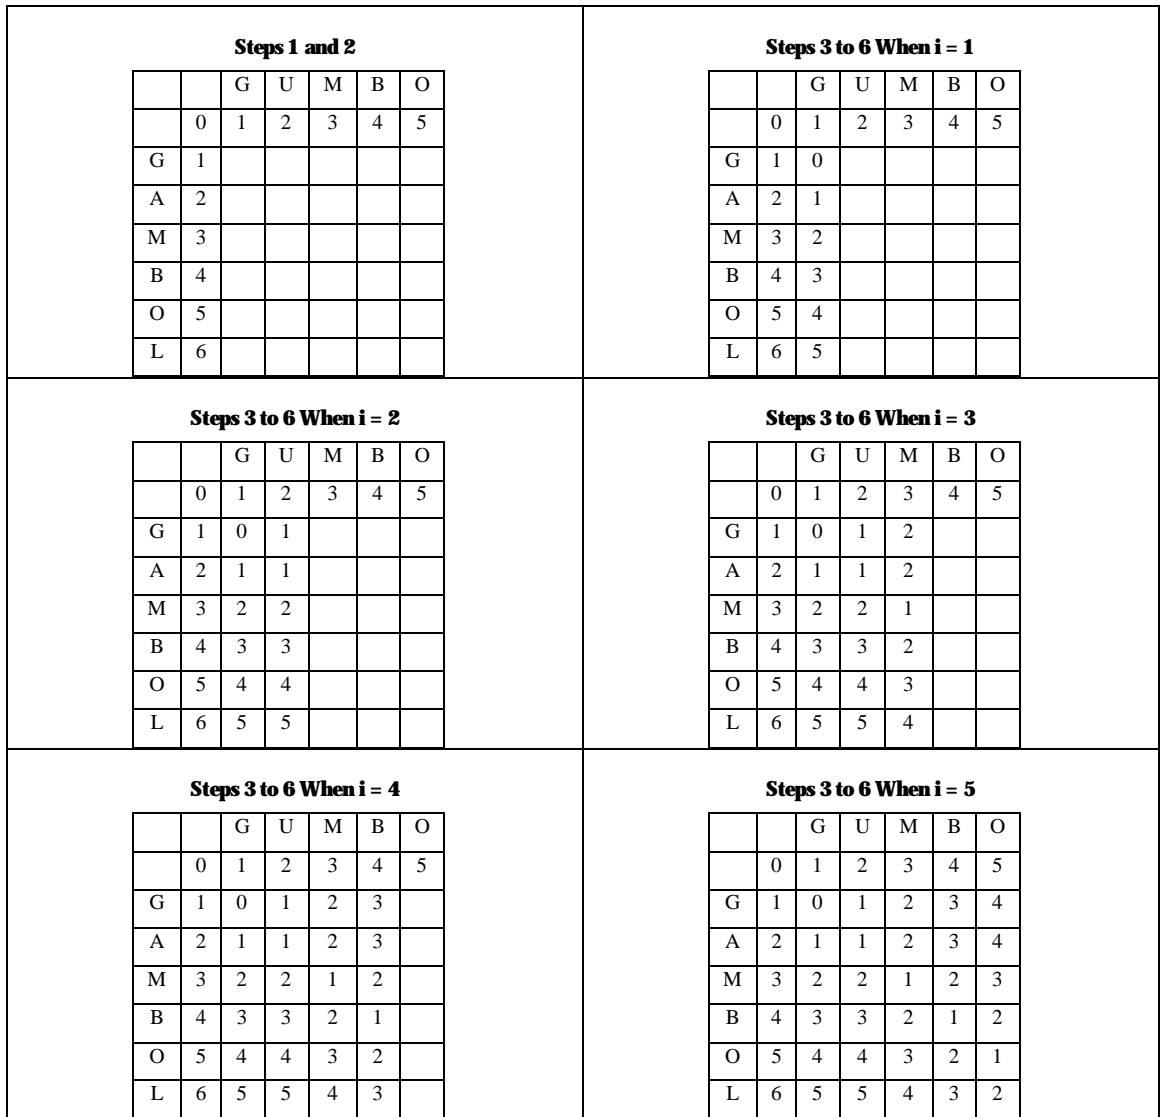 Steps 1 and 2
G U M B O
0 1 2 3 4 5
G 1
A 2
M 3
B 4
O 5
L 6
Steps 3 to 6 When i = 1
G U M B O
0 1 2 3 4 5
G 1 0
A 2 1
M 3 2
B 4 3
O 5 4
L 6 5
Steps 3 to 6 When i = 2
G U M B O
0 1 2 3 4 5
G 1 0 1
A 2 1 1
M 3 2 2
B 4 3 3
O 5 4 4
L 6 5 5
Steps 3 to 6 When i = 3
G U M B O
0 1 2 3 4 5
G 1 0 1 2
A 2 1 1 2
M 3 2 2 1
B 4 3 3 2
O 5 4 4 3
L 6 5 5 4
Steps 3 to 6 When i = 4
G U M B O
0 1 2 3 4 5
G 1 0 1 2 3
A 2 1 1 2 3
M 3 2 2 1 2
B 4 3 3 2 1
O 5 4 4 3 2
L 6 5 5 4 3
Steps 3 to 6 When i = 5
G U M B O
0 1 2 3 4 5
G 1 0 1 2 3 4
A 2 1 1 2 3 4
M 3 2 2 1 2 3
B 4 3 3 2 1 2
O 5 4 4 3 2 1
L 6 5 5 4 3 2